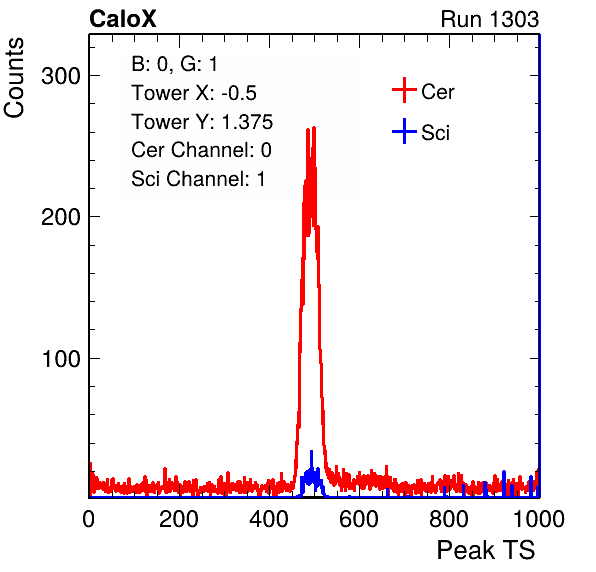 CaloX
Run 1303
Counts
B: 0, G: 1
Tower X: -0.5
Tower Y: 1.375
Cer Channel: 0
Sci Channel: 1
Cer
Sci
300
200
100
0 200 400 600 800 1000
Peak TS